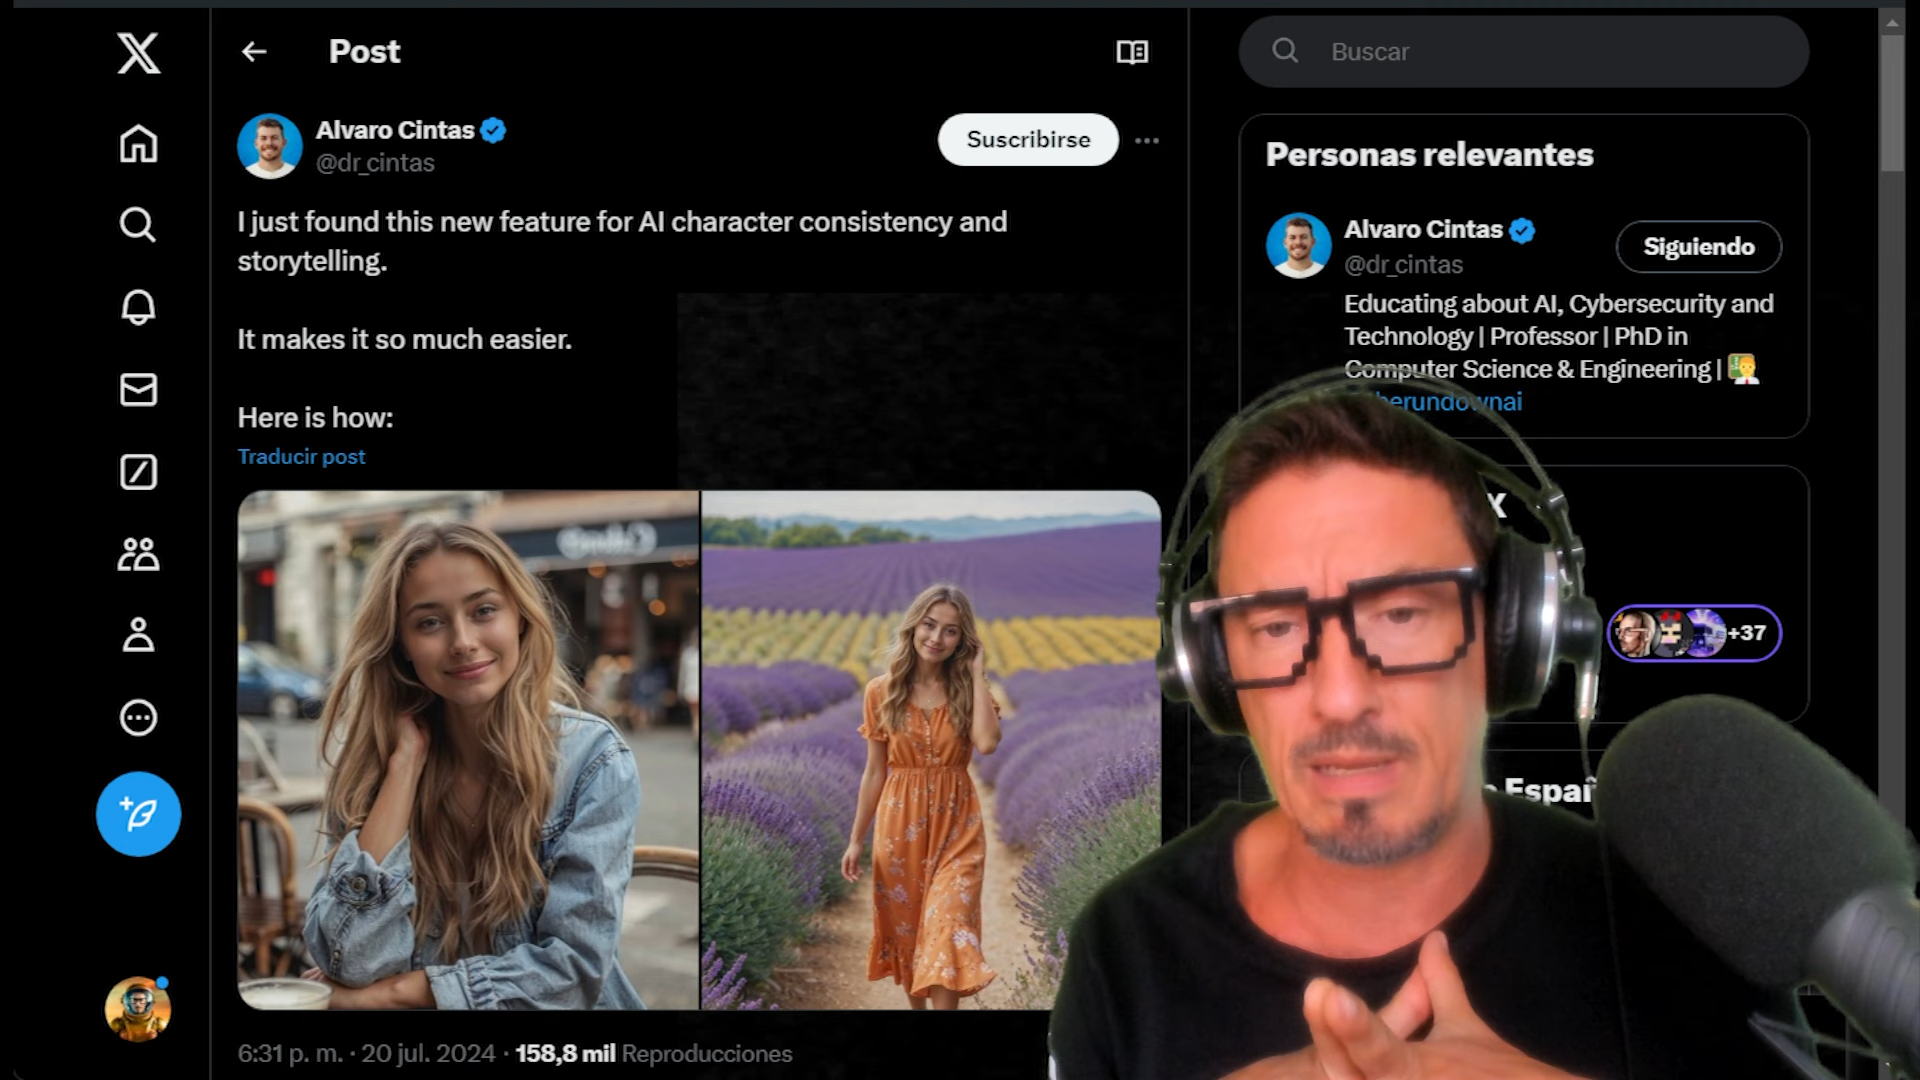 Post
Buscar
Alvaro Cintas
@dr_cintas
Suscribirse
I just found this new feature for AI character consistency and
storytelling.
It makes it so much easier.
Here is how:
Traducir post
6:31 p. m. · 20 jul. 2024 · 158,8 mil Reproducciones
Personas relevantes
Alvaro Cintas
@dr_cintas
Siguiendo
Educating about AI, Cybersecurity and
Technology | Professor | PhD in
Computer Science & Engineering |
X
+37